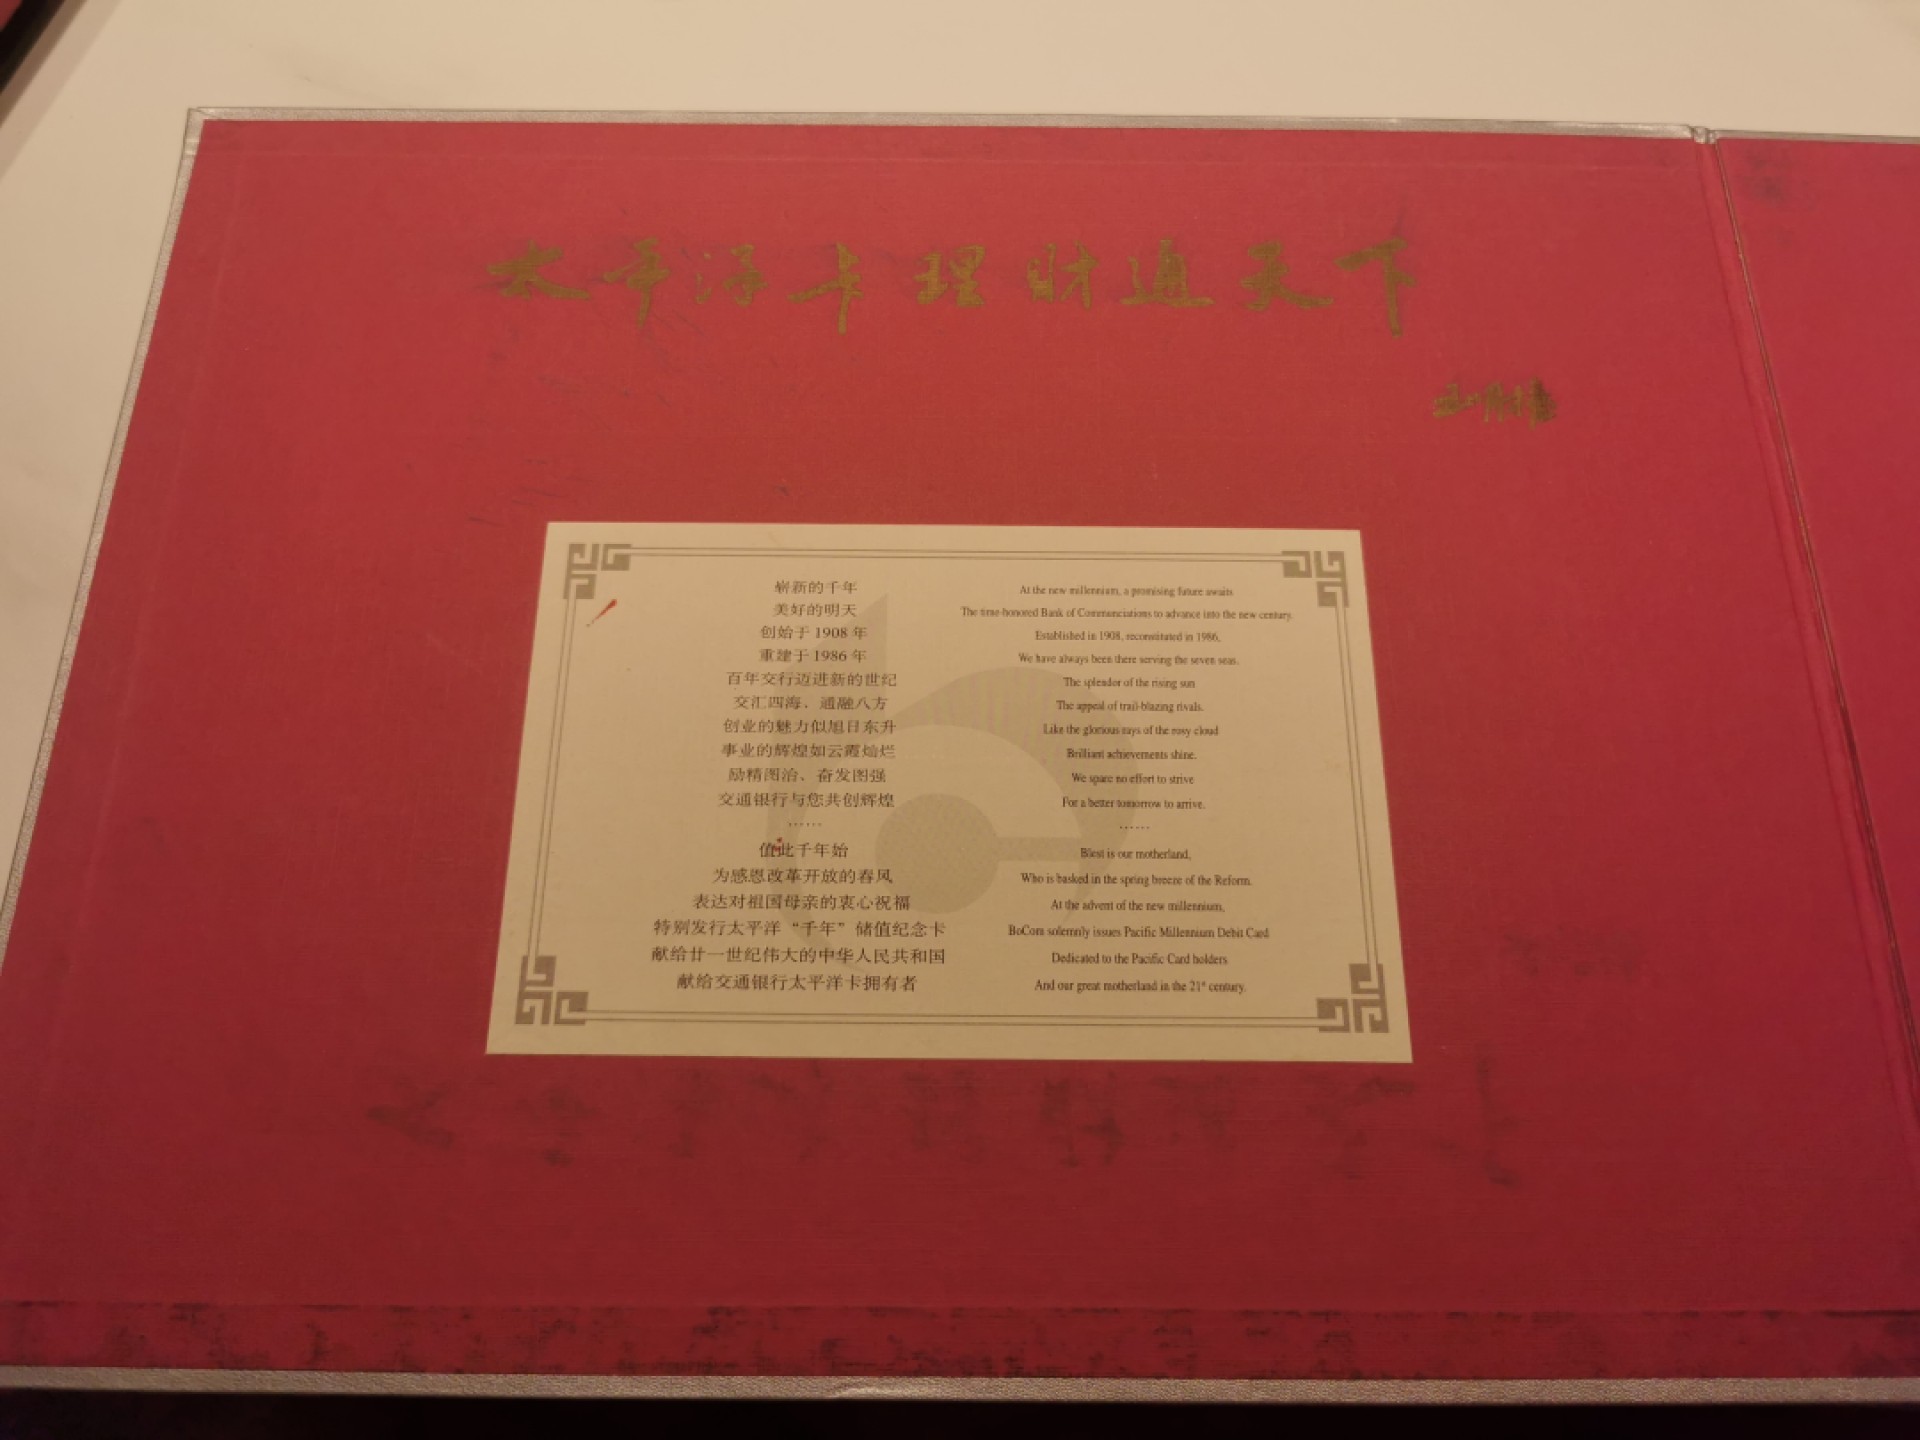 太平洋卡理财通天下
崭新的千年
美好的明天
创始于1908年
重建于1986年
百年交行迈进新的世纪
交汇四海、通融八方
创业的魅力似旭日东升
事业的辉煌如云霞灿烂
励精图治、奋发图强
交通银行与您共创辉煌
……
值此千年始
为感恩改革开放的春风
表达对祖国母亲的衷心祝福
特别发行太平洋“千年”储值纪念卡
献给廿一世纪伟大的中华人民共和国
献给交通银行太平洋卡拥有者
At the new millennium, a promising future awaits
The time-honored Bank of Communciations to advance into the new century.
Established in 1908, reconstituted in 1986,
We have always been there serving the seven seas.
The splendor of the rising sun
The appeal of trail-blazing rivals.
Like the glorious rays of the rosy cloud
Brilliant achievements shine.
We spare no effort to strive
For a better tomorrow to arrive.
……
Blest is our motherland,
Who is basked in the spring breeze of the Reform.
At the advent of the new millennium,
BoCom solemnly issues Pacific Millennium Debit Card
Dedicated to the Pacific Card holders
And our great motherland in the 21st century.